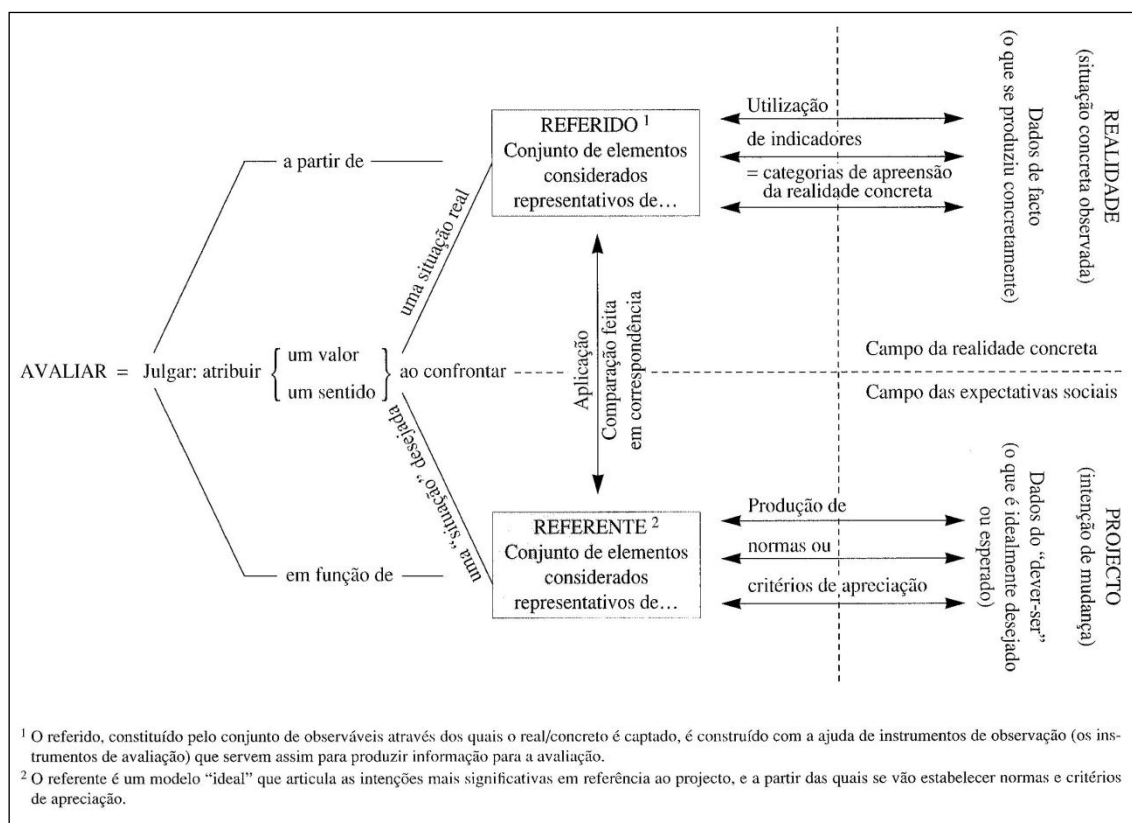 a partir de
REFERIDO 1
Conjunto de elementos
considerados
representativos de…
Utilização
de indicadores
= categorias de apreensão
da realidade concreta
Dados de facto
(o que se produziu concretamente)
REALIDADE
(situação concreta observada)
uma situação real
AVALIAR = Julgar: atribuir
um valor
um sentido
ao confrontar
Aplicação
Comparação feita
em correspondência
Campo da realidade concreta
Campo das expectativas sociais
uma “situação” desejada
em função de
REFERENTE 2
Conjunto de elementos
considerados
representativos de…
Produção de
normas ou
critérios de apreciação
Dados do “dever-ser”
(o que é idealmente desejado
ou esperado)
PROJECTO
(intenção de mudança)
1 O referido, constituído pelo conjunto de observáveis através dos quais o real/concreto é captado, é construído com a ajuda de instrumentos de observação (os ins-
trumentos de avaliação) que servem assim para produzir informação para a avaliação.
2 O referente é um modelo “ideal” que articula as intenções mais significativas em referência ao projecto, e a partir das quais se vão estabelecer normas e critérios
de apreciação.